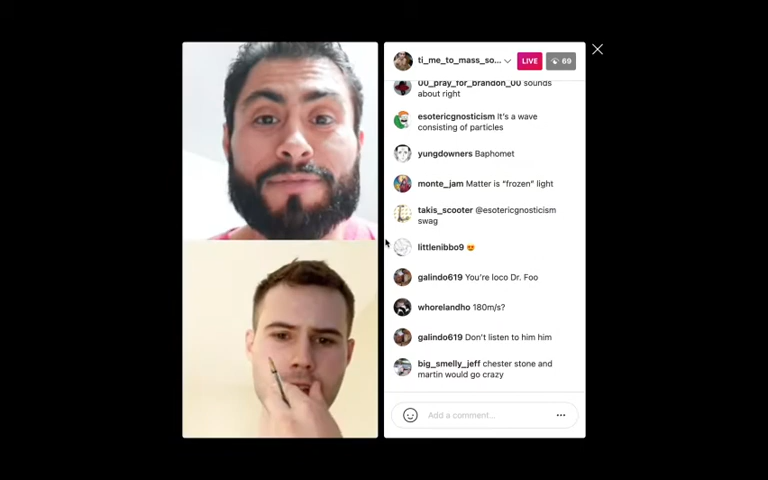 ti_me_to_mass_so...
LIVE
69
00_pray_for_brandon_00 sounds
about right
esotericgnosticism It's a wave
consisting of particles
yungdowners Baphomet
monte_jam Matter is "frozen" light
takis_scooter @esotericgnosticism
swag
littlenibbo9 😍
galindo619 You're loco Dr. Foo
whorelandho 180m/s?
galindo619 Don't listen to him him
big_smelly_jeff chester stone and
martin would go crazy
Add a comment...